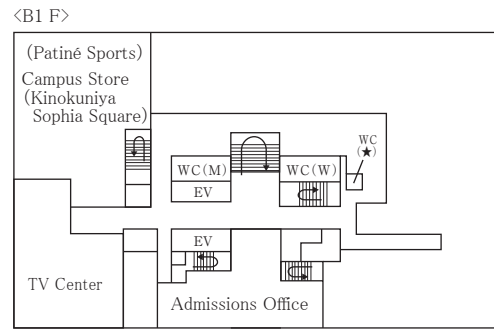 <B1 F>
(Patiné Sports)
Campus Store
(Kinokuniya
Sophia Square)
WC
(★)
WC(M)
WC(W)
EV
EV
TV Center
Admissions Office